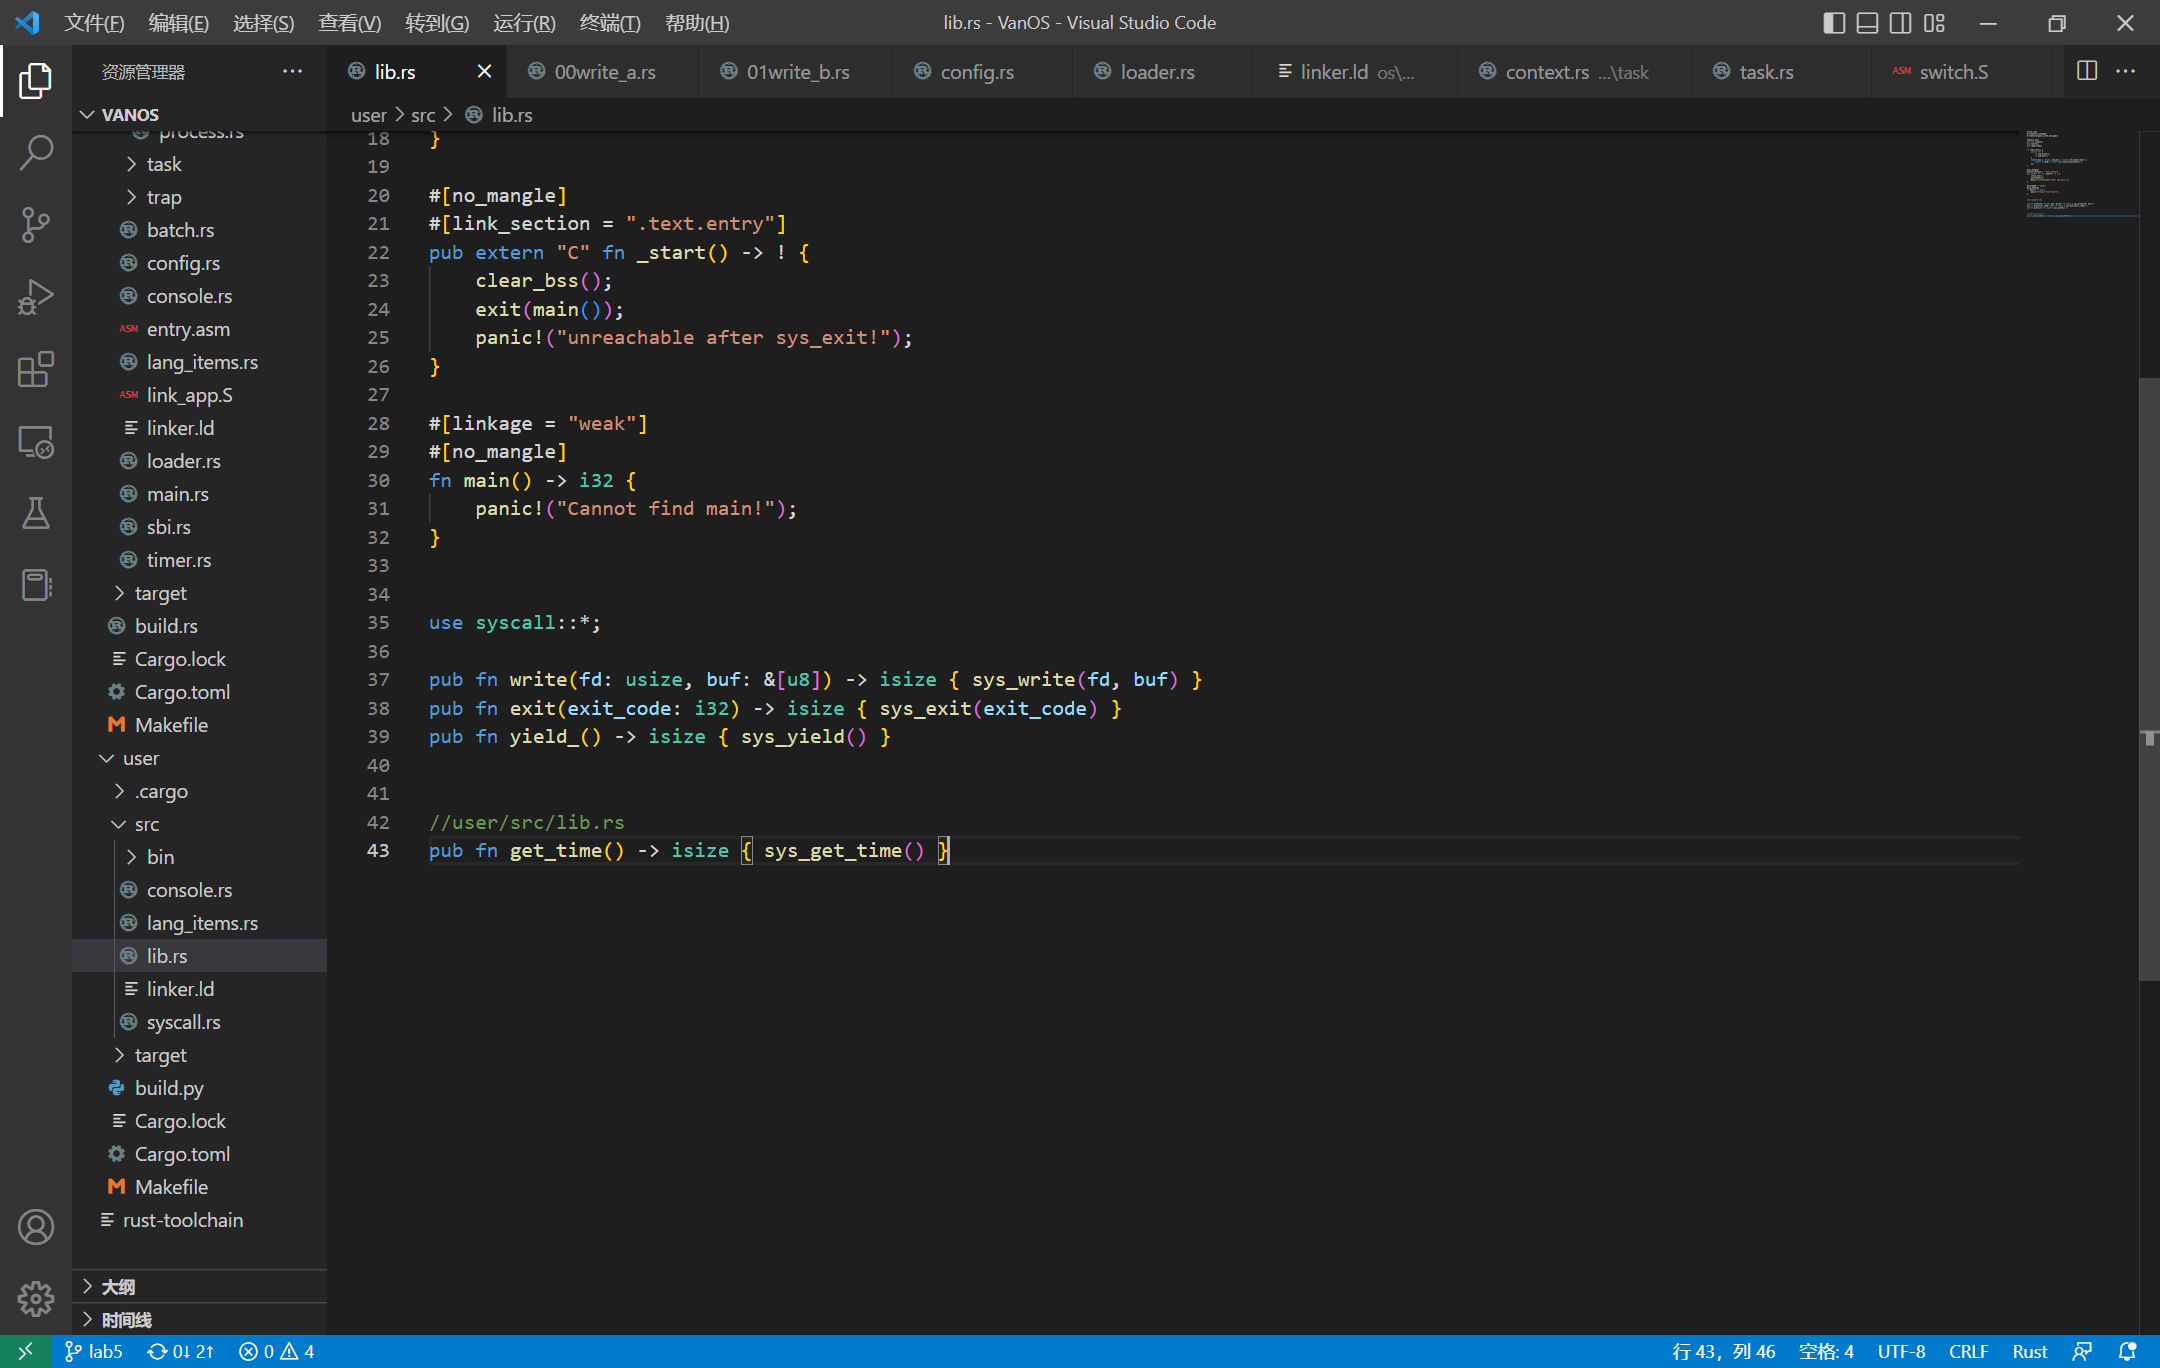 文件(F) 编辑(E) 选择(S) 查看(V) 转到(G) 运行(R) 终端(T) 帮助(H)
lib.rs - VanOS - Visual Studio Code
资源管理器
lib.rs
00write_a.rs
01write_b.rs
config.rs
loader.rs
linker.ld os\...
context.rs ...\task
task.rs
ASM switch.S
VANOS
process.rs
task
trap
batch.rs
config.rs
console.rs
ASM entry.asm
lang_items.rs
ASM link_app.S
linker.ld
loader.rs
main.rs
sbi.rs
timer.rs
target
build.rs
Cargo.lock
Cargo.toml
Makefile
user
.cargo
src
bin
console.rs
lang_items.rs
lib.rs
linker.ld
syscall.rs
target
build.py
Cargo.lock
Cargo.toml
Makefile
rust-toolchain
大纲
时间线
user > src > lib.rs
18 }
19
20 #[no_mangle]
21 #[link_section = ".text.entry"]
22 pub extern "C" fn _start() -> ! {
23     clear_bss();
24     exit(main());
25     panic!("unreachable after sys_exit!");
26 }
27
28 #[linkage = "weak"]
29 #[no_mangle]
30 fn main() -> i32 {
31     panic!("Cannot find main!");
32 }
33
34
35 use syscall::*;
36
37 pub fn write(fd: usize, buf: &[u8]) -> isize { sys_write(fd, buf) }
38 pub fn exit(exit_code: i32) -> isize { sys_exit(exit_code) }
39 pub fn yield_() -> isize { sys_yield() }
40
41
42 //user/src/lib.rs
43 pub fn get_time() -> isize { sys_get_time() }
lab5 0↓ 2↑ 0 4
行 43，列 46 空格: 4 UTF-8 CRLF Rust